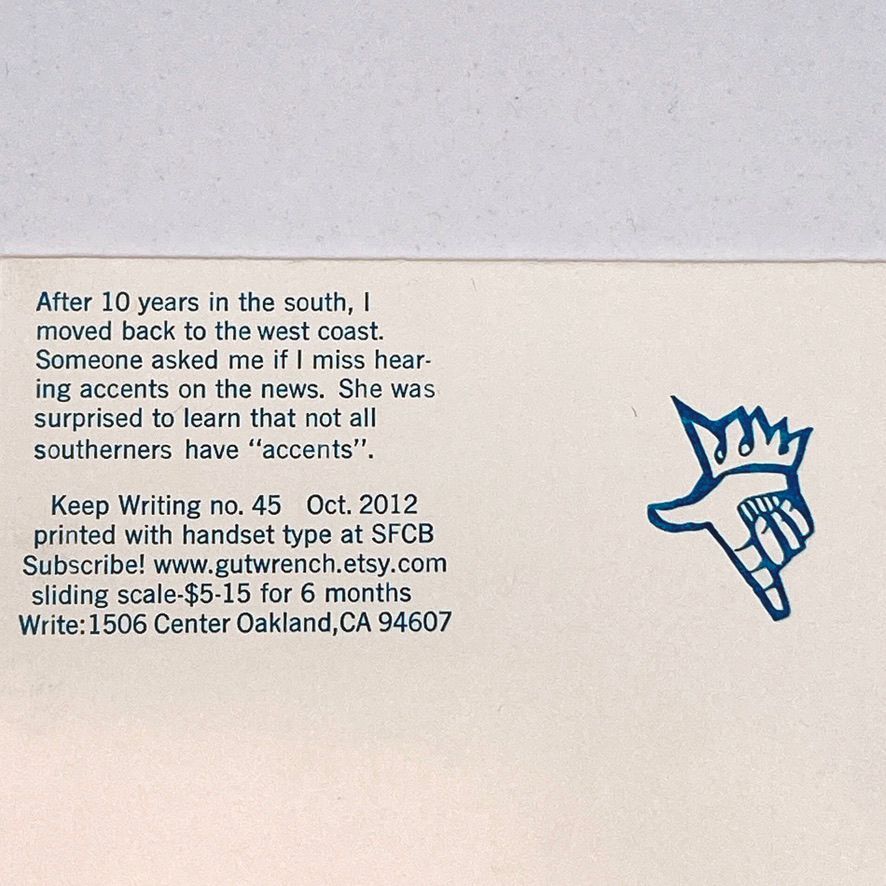 After 10 years in the south, I
moved back to the west coast.
Someone asked me if I miss hear-
ing accents on the news. She was
surprised to learn that not all
southerners have “accents”.
Keep Writing no. 45 Oct. 2012
printed with handset type at SFCB
Subscribe! www.gutwrench.etsy.com
sliding scale-$5-15 for 6 months
Write:1506 Center Oakland,CA 94607